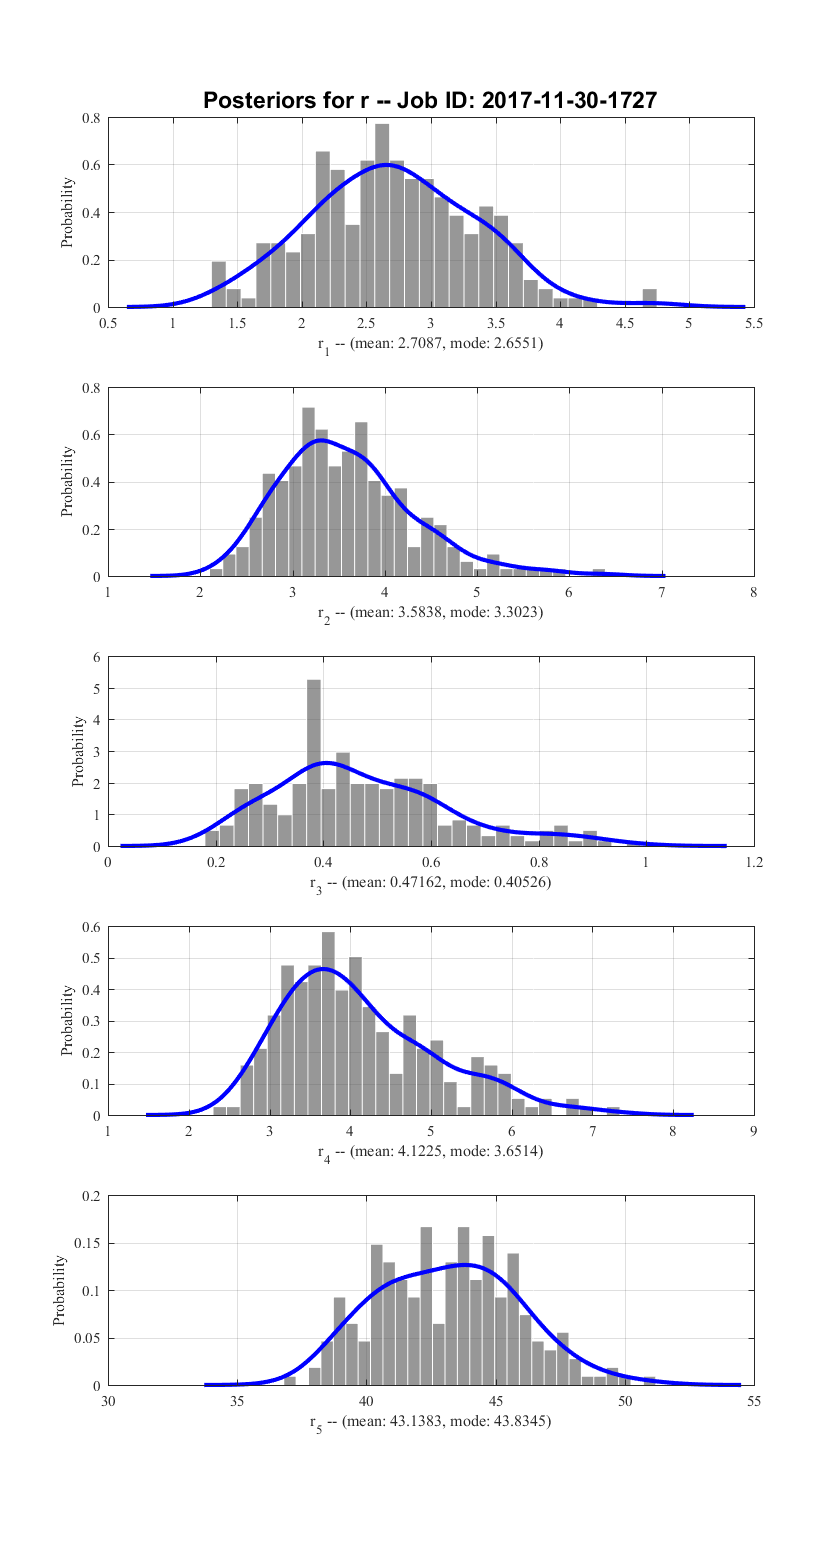 Posteriors for r -- Job ID: 2017-11-30-1727
0.8
0.6
0.4
0.2
0
Probability
0.5 1 1.5 2 2.5 3 3.5 4 4.5 5 5.5
r1 -- (mean: 2.7087, mode: 2.6551)
0.8
0.6
0.4
0.2
0
Probability
1 2 3 4 5 6 7 8
r2 -- (mean: 3.5838, mode: 3.3023)
6
5
4
3
2
1
0
Probability
0 0.2 0.4 0.6 0.8 1 1.2
r3 -- (mean: 0.47162, mode: 0.40526)
0.6
0.5
0.4
0.3
0.2
0.1
0
Probability
1 2 3 4 5 6 7 8 9
r4 -- (mean: 4.1225, mode: 3.6514)
0.2
0.15
0.1
0.05
0
Probability
30 35 40 45 50 55
r5 -- (mean: 43.1383, mode: 43.8345)